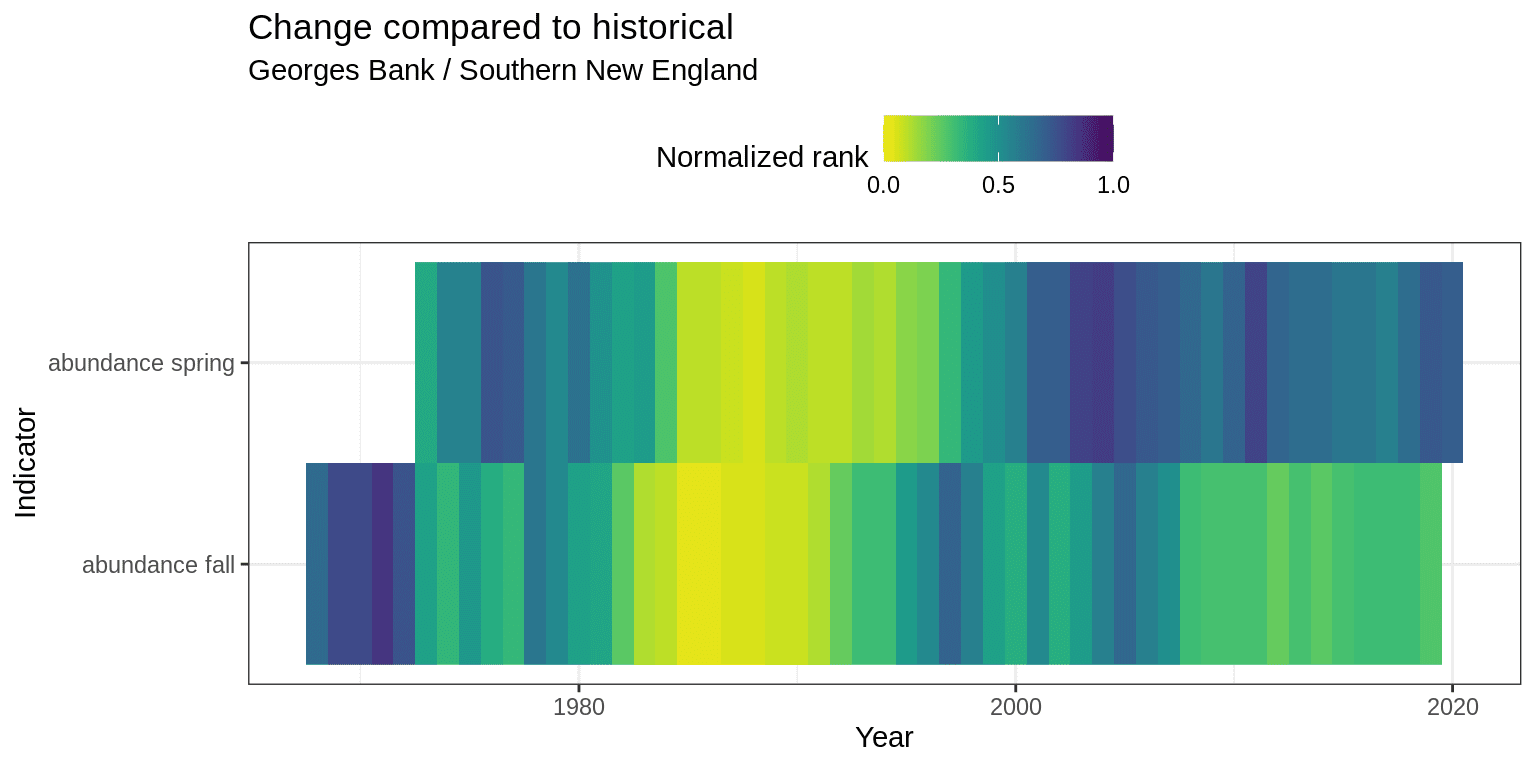 Change compared to historical
Georges Bank / Southern New England
Normalized rank
0.0 0.5 1.0
Indicator
abundance spring
abundance fall
1980 2000 2020
Year